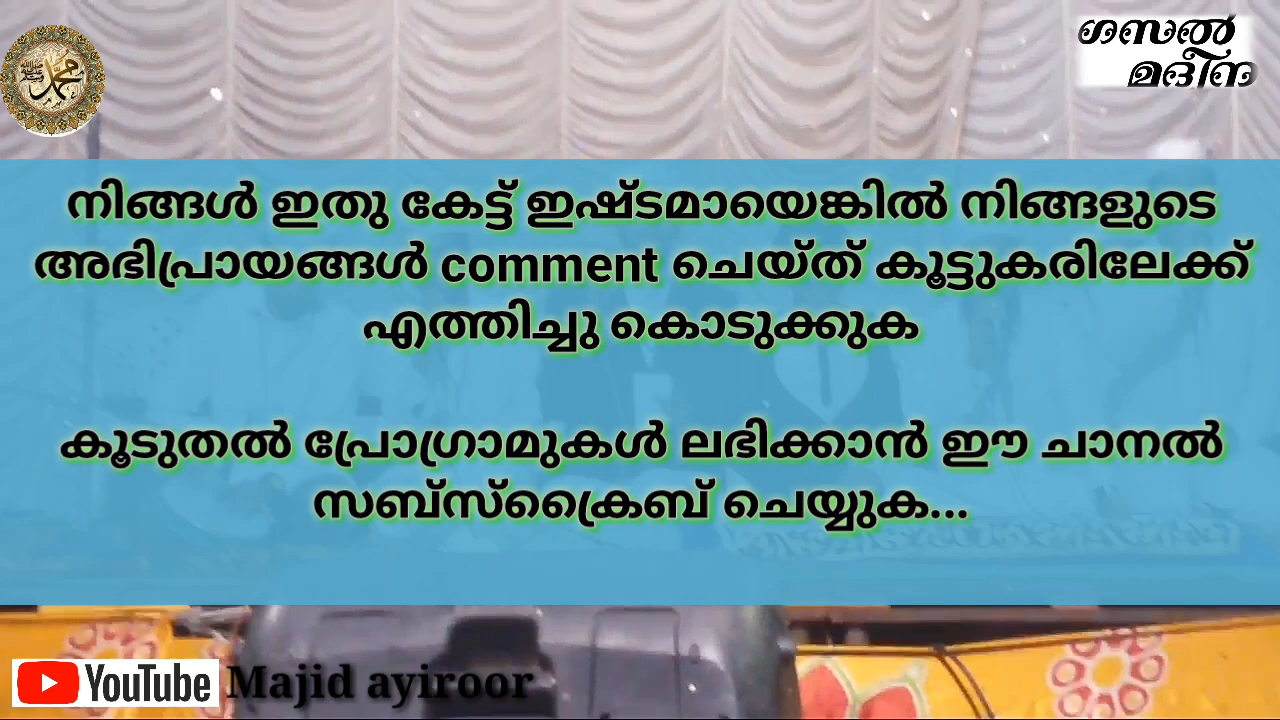 ഗസൽ
മദീന
നിങ്ങൾ ഇതു കേട്ട് ഇഷ്ടമായെങ്കിൽ നിങ്ങളുടെ
അഭിപ്രായങ്ങൾ comment ചെയ്ത് കൂട്ടുകരിലേക്ക്
എത്തിച്ചു കൊടുക്കുക
കൂടുതൽ പ്രോഗ്രാമുകൾ ലഭിക്കാൻ ഈ ചാനൽ
സബ്സ്ക്രൈബ് ചെയ്യുക...
YouTube Majid ayiroor